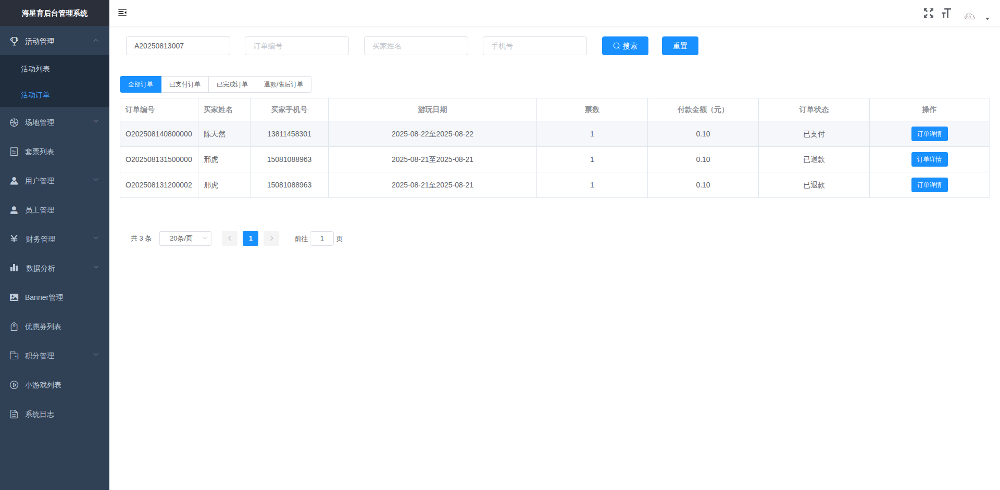 海星育后台管理系统
活动管理
活动列表
活动订单
场地管理
套票列表
用户管理
员工管理
财务管理
数据分析
Banner管理
优惠券列表
积分管理
小游戏列表
系统日志
A20250813007 订单编号 买家姓名 手机号 搜索 重置
全部订单 已支付订单 已完成订单 退款/售后订单
订单编号 买家姓名 买家手机号 游玩日期 票数 付款金额（元） 订单状态 操作
O202508140800000 陈天然 13811458301 2025-08-22至2025-08-22 1 0.10 已支付 订单详情
O202508131500000 邢虎 15081088963 2025-08-21至2025-08-21 1 0.10 已退款 订单详情
O202508131200002 邢虎 15081088963 2025-08-21至2025-08-21 1 0.10 已退款 订单详情
共 3 条 20条/页 1 前往 1 页